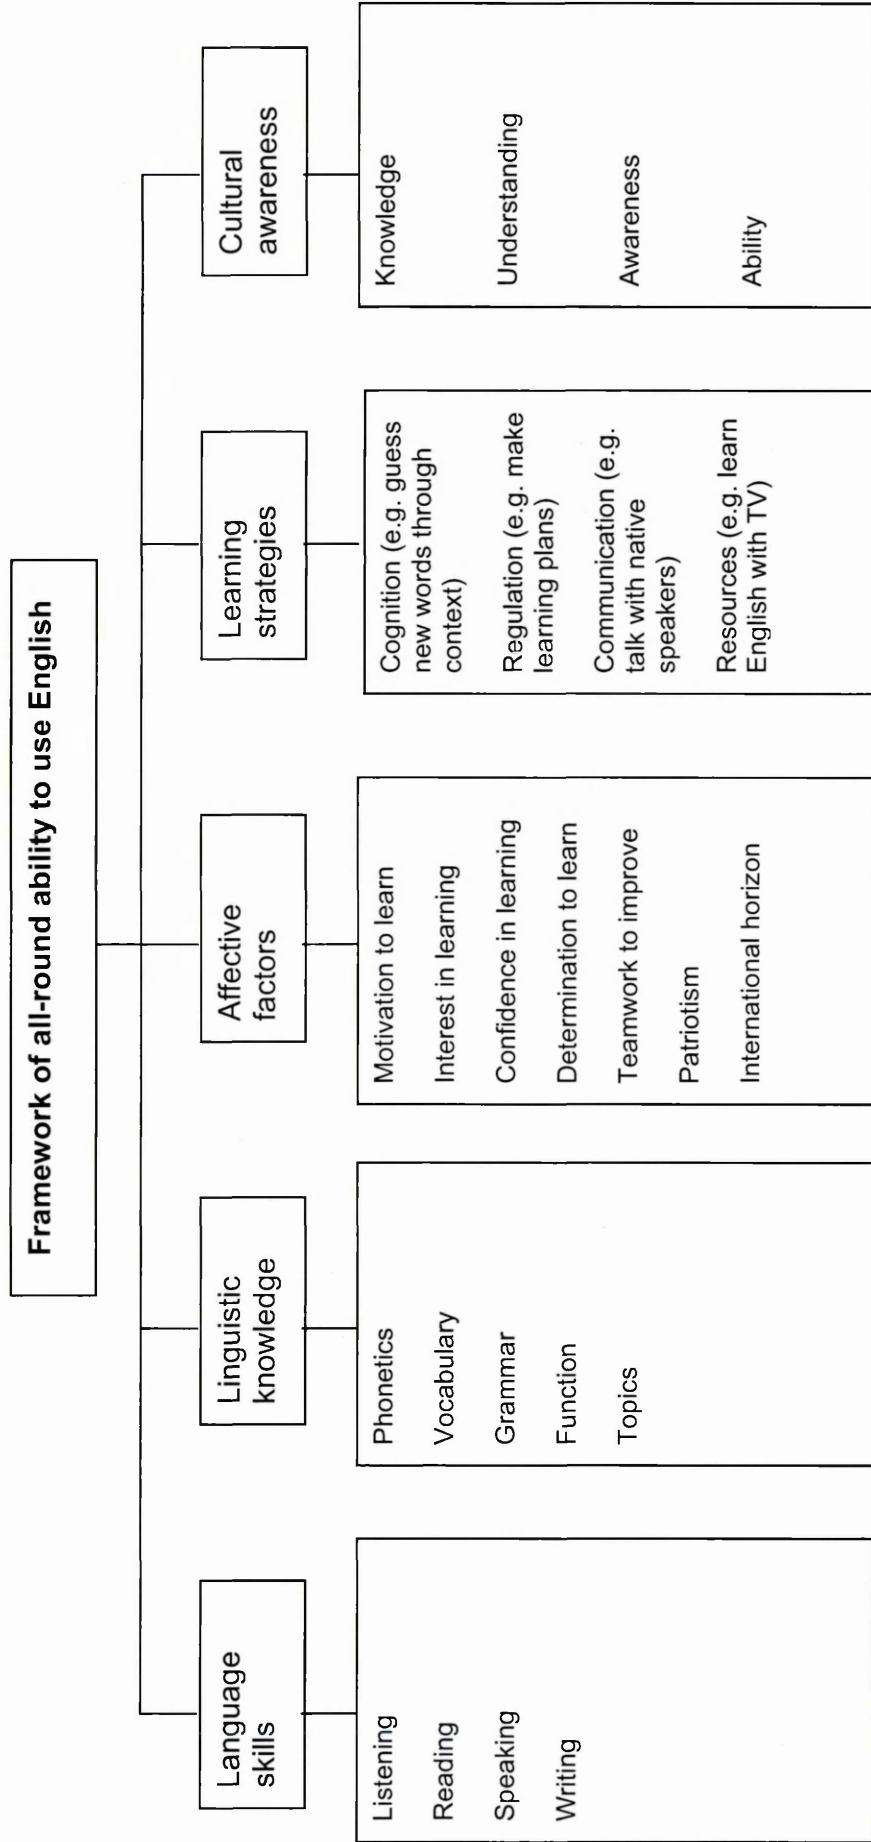 Framework of all-round ability to use English
Language
skills
Listening
Reading
Speaking
Writing
Linguistic
knowledge
Phonetics
Vocabulary
Grammar
Function
Topics
Affective
factors
Motivation to learn
Interest in learning
Confidence in learning
Determination to learn
Teamwork to improve
Patriotism
International horizon
Learning
strategies
Cognition (e.g. guess
new words through
context)
Regulation (e.g. make
learning plans)
Communication (e.g.
talk with native
speakers)
Resources (e.g. learn
English with TV)
Cultural
awareness
Knowledge
Understanding
Awareness
Ability